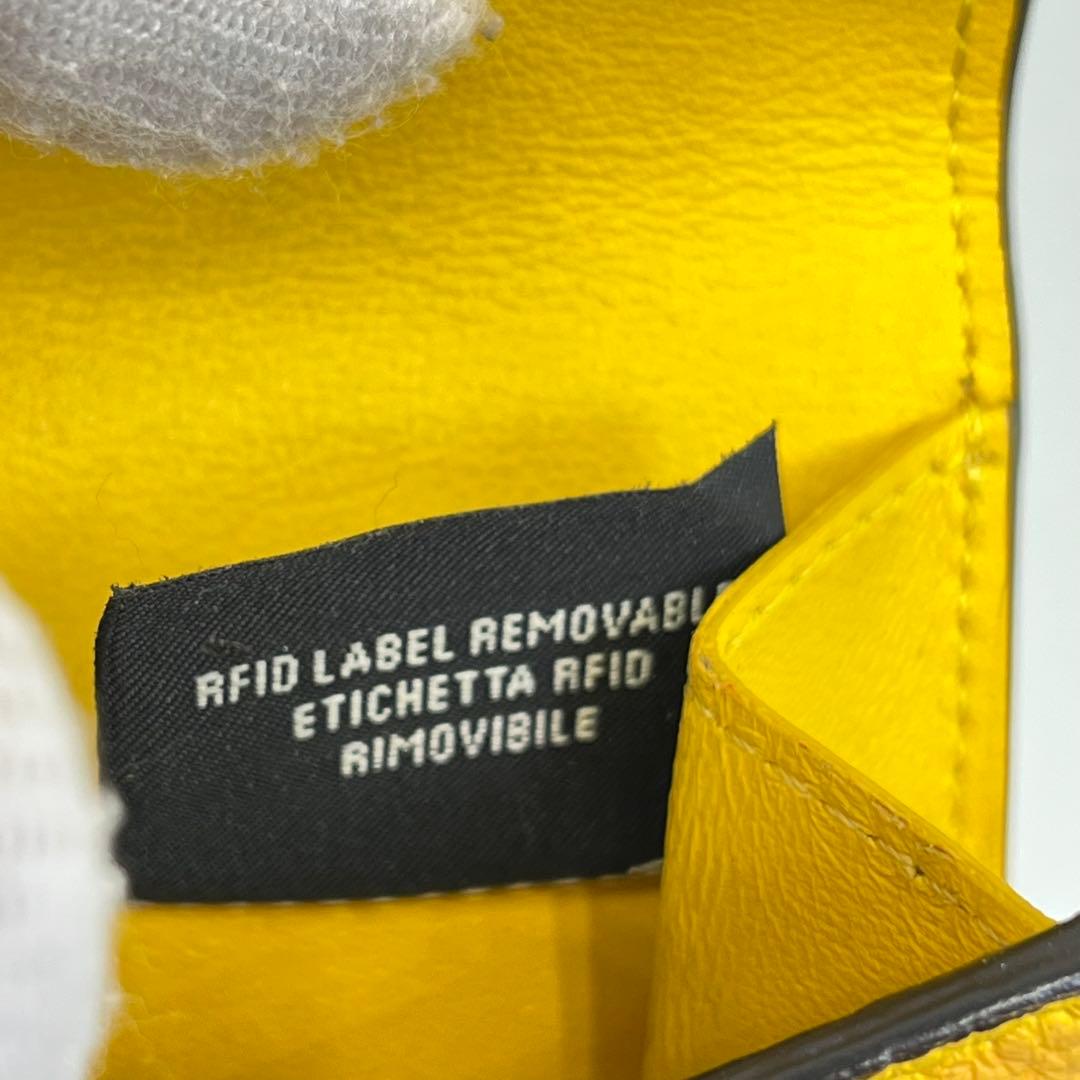 RFID LABEL REMOVABLE
ETICHETTA RFID
RIMOVIBILE